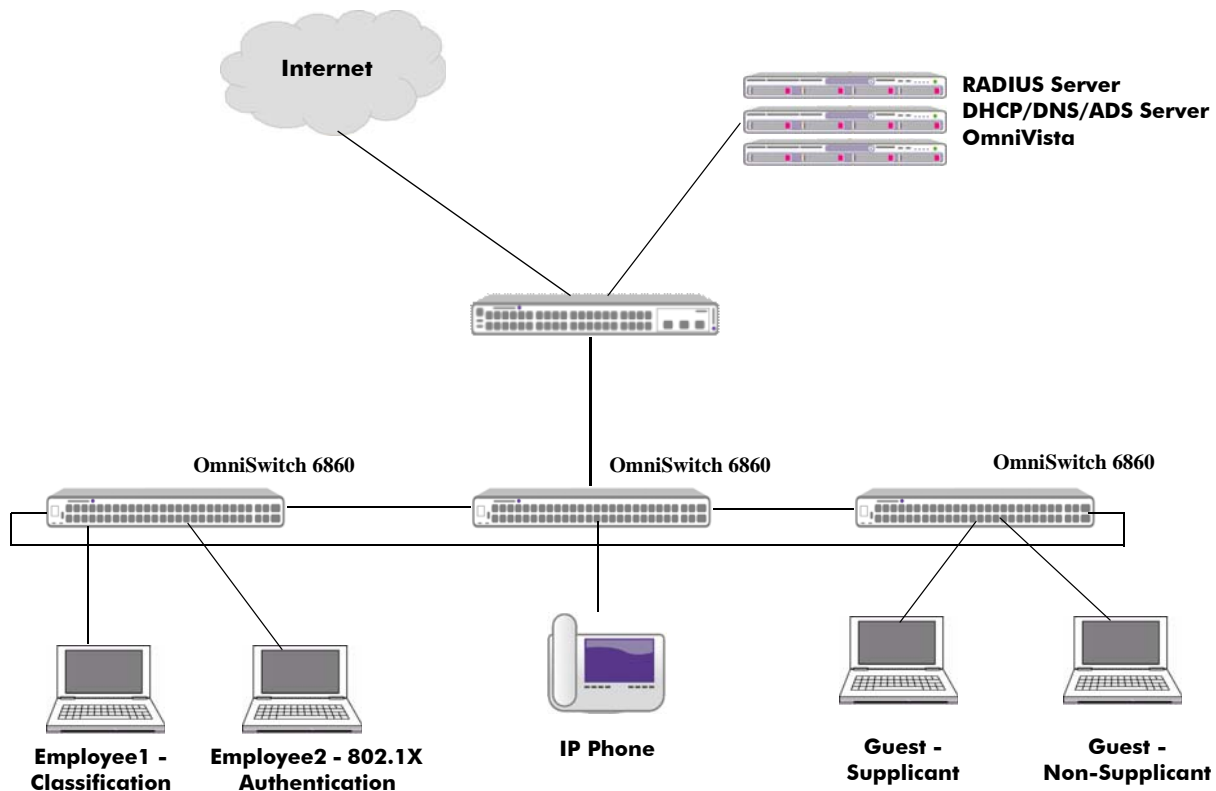 Internet
RADIUS Server
DHCP/DNS/ADS Server
OmniVista
OmniSwitch 6860
OmniSwitch 6860
OmniSwitch 6860
Employee1 -
Classification
Employee2 - 802.1X
Authentication
IP Phone
Guest -
Supplicant
Guest -
Non-Supplicant